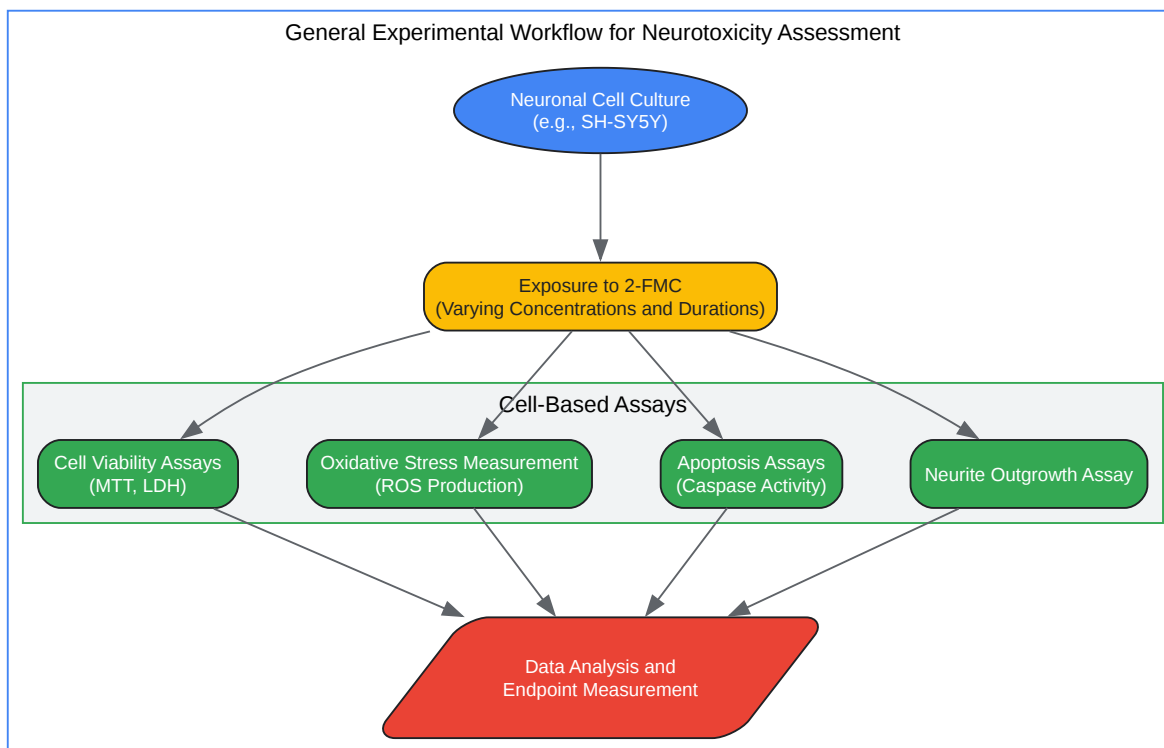 General Experimental Workflow for Neurotoxicity Assessment
Neuronal Cell Culture
(e.g., SH-SY5Y)
Exposure to 2-FMC
(Varying Concentrations and Durations)
Cell-Based Assays
Cell Viability Assays
(MTT, LDH)
Oxidative Stress Measurement
(ROS Production)
Apoptosis Assays
(Caspase Activity)
Neurite Outgrowth Assay
Data Analysis and
Endpoint Measurement